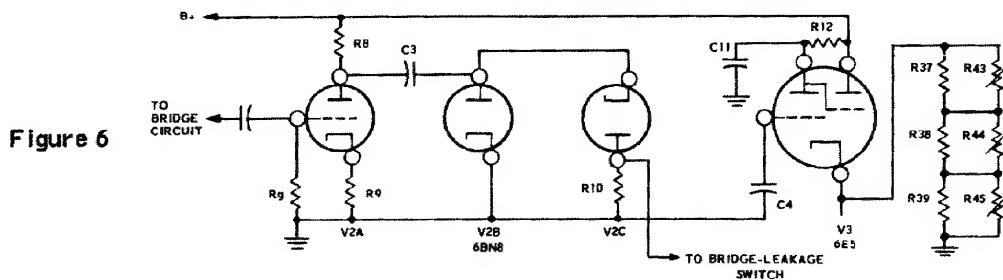 B+
R8
C3
C11
R12
R37
R43
TO
BRIDGE
CIRCUIT
Figure 6
R38
R44
Rg
R9
R10
C4
R39
R45
V2A
V2B
6BN8
V2C
V3
6E5
TO BRIDGE-LEAKAGE
SWITCH